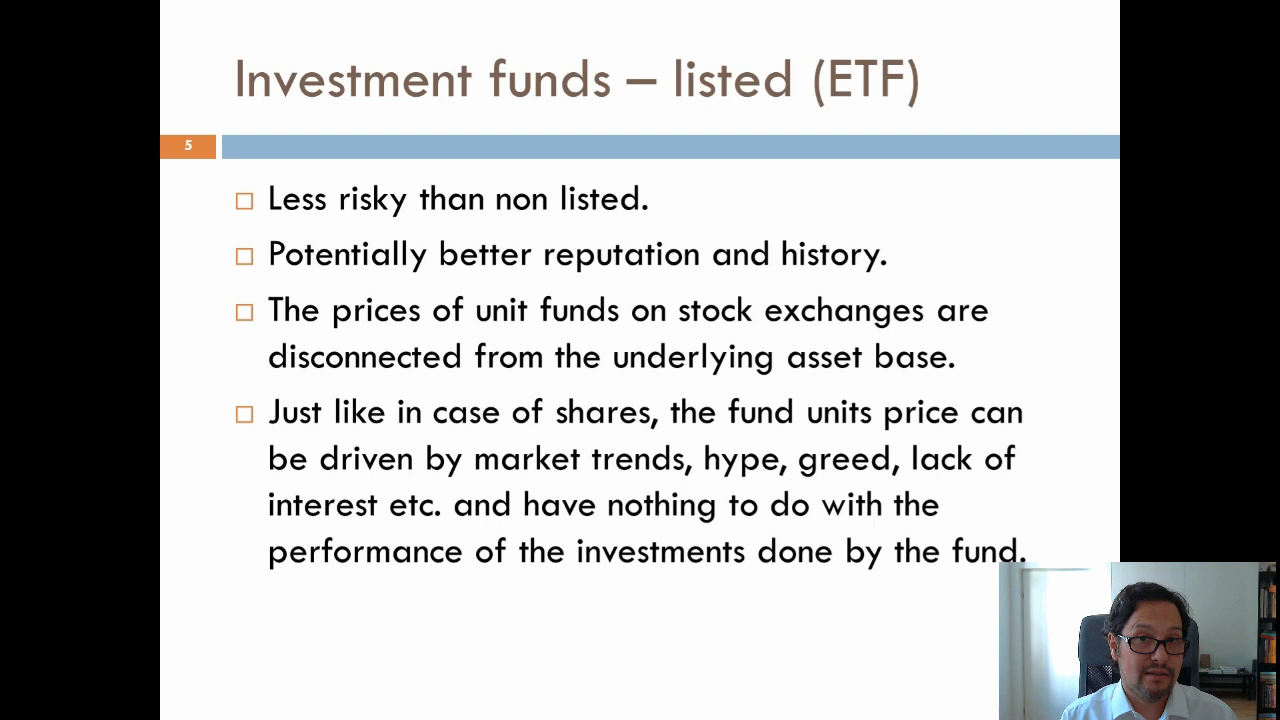 Investment funds – listed (ETF)
5
Less risky than non listed.
Potentially better reputation and history.
The prices of unit funds on stock exchanges are
disconnected from the underlying asset base.
Just like in case of shares, the fund units price can
be driven by market trends, hype, greed, lack of
interest etc. and have nothing to do with the
performance of the investments done by the fund.